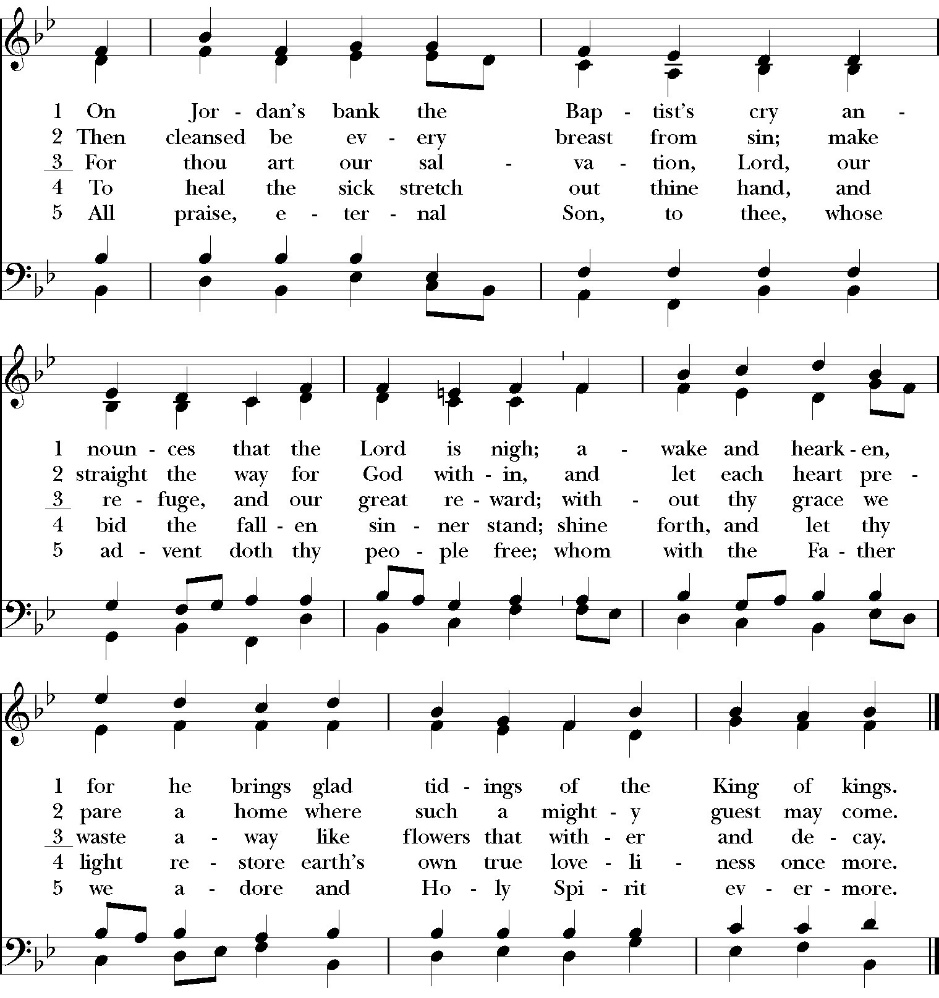 1 On Jor - dan's bank the Bap - tist's cry an -
2 Then cleansed be ev - ery breast from sin; make
3 For thou art our sal - va - tion, Lord, our
4 To heal the sick stretch out thine hand, and
5 All praise, e - ter - nal Son, to thee, whose
1 noun - ces that the Lord is nigh; a - wake and heark - en,
2 straight the way for God with - in, and let each heart pre -
3 re - fuge, and our great re - ward; with - out thy grace we
4 bid the fall - en sin - ner stand; shine forth, and let thy
5 ad - vent doth thy peo - ple free; whom with the Fa - ther
1 for he brings glad tid - ings of the King of kings.
2 pare a home where such a might - y guest may come.
3 waste a - way like flowers that with - er and de - cay.
4 light re - store earth's own true love - li - ness once more.
5 we a - dore and Ho - ly Spi - rit ev - er - more.